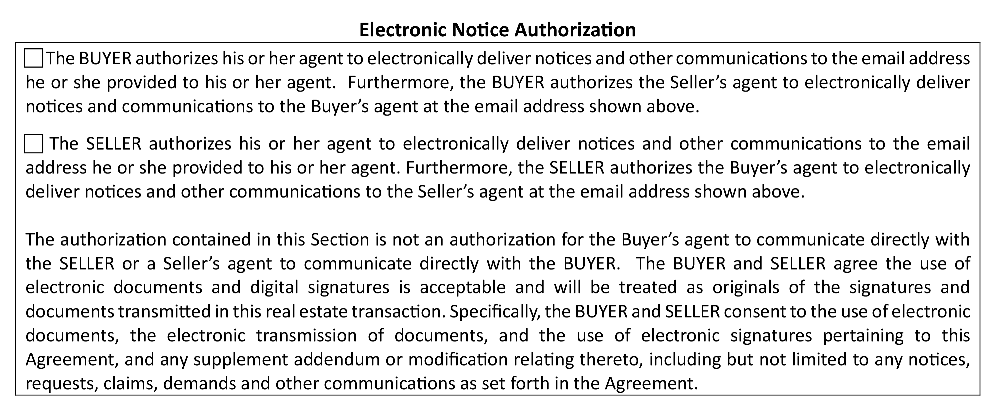 Electronic Notice Authorization
The BUYER authorizes his or her agent to electronically deliver notices and other communications to the email address
he or she provided to his or her agent.  Furthermore, the BUYER authorizes the Seller’s agent to electronically deliver
notices and communications to the Buyer’s agent at the email address shown above.
The SELLER authorizes his or her agent to electronically deliver notices and other communications to the email
address he or she provided to his or her agent. Furthermore, the SELLER authorizes the Buyer’s agent to electronically
deliver notices and other communications to the Seller’s agent at the email address shown above.
The authorization contained in this Section is not an authorization for the Buyer’s agent to communicate directly with
the SELLER or a Seller’s agent to communicate directly with the BUYER.  The BUYER and SELLER agree the use of
electronic documents and digital signatures is acceptable and will be treated as originals of the signatures and
documents transmitted in this real estate transaction. Specifically, the BUYER and SELLER consent to the use of electronic
documents, the electronic transmission of documents, and the use of electronic signatures pertaining to this
Agreement, and any supplement addendum or modification relating thereto, including but not limited to any notices,
requests, claims, demands and other communications as set forth in the Agreement.